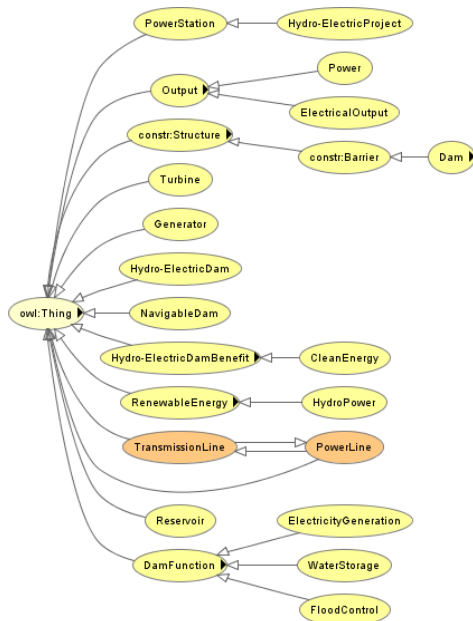 PowerStation
Hydro-ElectricProject
Power
Output
ElectricalOutput
constr:Structure
constr:Barrier
Dam
Turbine
Generator
Hydro-ElectricDam
owl:Thing
NavigableDam
Hydro-ElectricDamBenefit
CleanEnergy
RenewableEnergy
HydroPower
TransmissionLine
PowerLine
Reservoir
ElectricityGeneration
DamFunction
WaterStorage
FloodControl